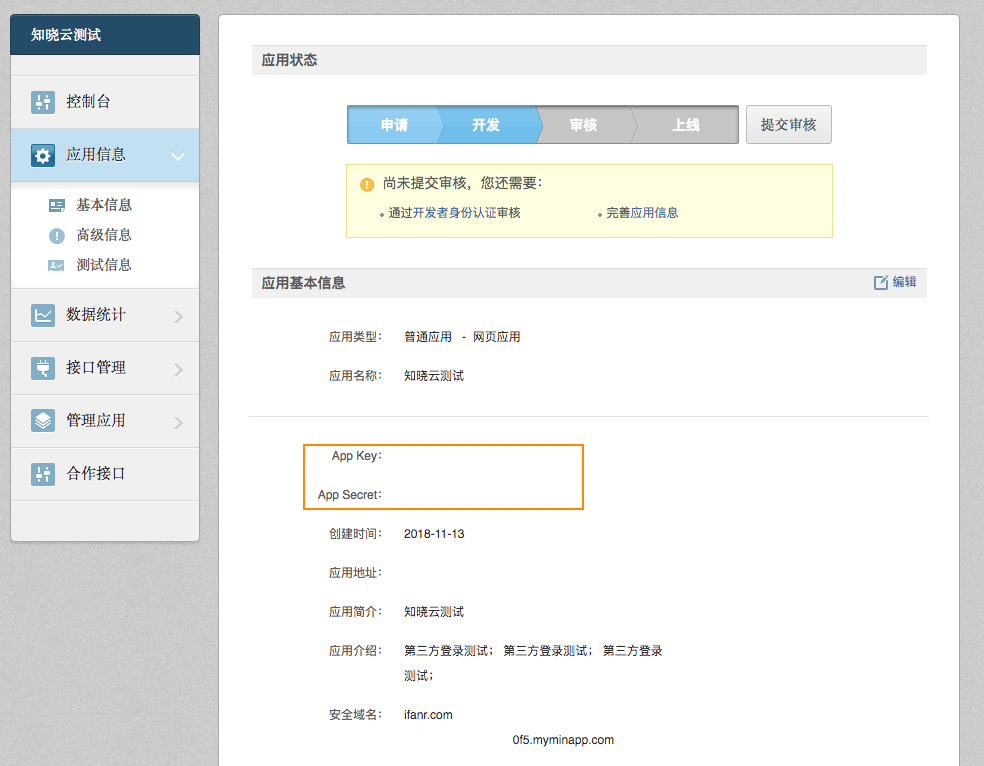 知晓云测试
控制台
应用信息
基本信息
高级信息
测试信息
数据统计
接口管理
管理应用
合作接口
应用状态
申请 开发 审核 上线 提交审核
尚未提交审核，您还需要：
通过开发者身份认证审核 完善应用信息
应用基本信息 编辑
应用类型： 普通应用 - 网页应用
应用名称： 知晓云测试
App Key：
App Secret：
创建时间： 2018-11-13
应用地址：
应用简介： 知晓云测试
应用介绍： 第三方登录测试； 第三方登录测试； 第三方登录
测试；
安全域名： ifanr.com
0f5.myminapp.com